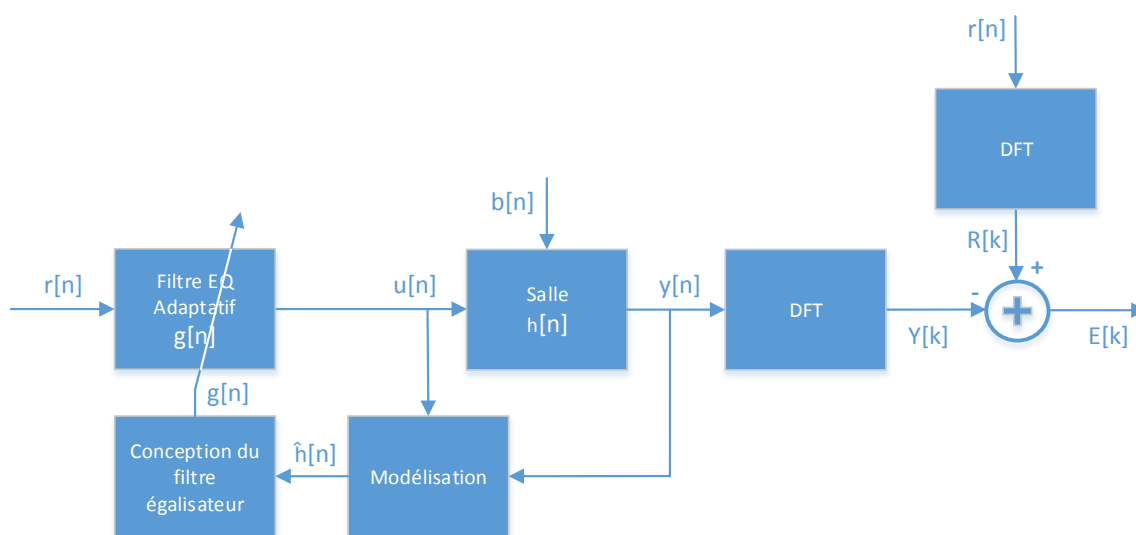 r[n]
DFT
R[k]
+
b[n]
r[n]
Filtre EQ
Adaptatif
g[n]
u[n]
Salle
h[n]
y[n]
DFT
-
Y[k]
E[k]
g[n]
Conception du
filtre
égalisateur
ĥ[n]
Modélisation